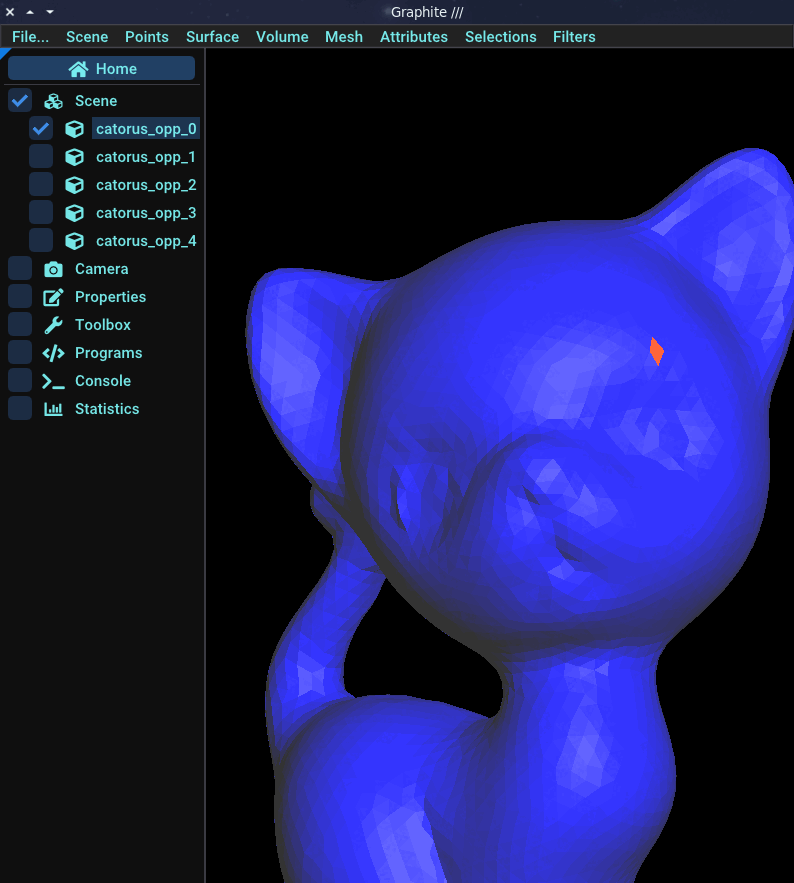 Graphite ///
File... Scene Points Surface Volume Mesh Attributes Selections Filters
Home
Scene
catorus_opp_0
catorus_opp_1
catorus_opp_2
catorus_opp_3
catorus_opp_4
Camera
Properties
Toolbox
Programs
Console
Statistics